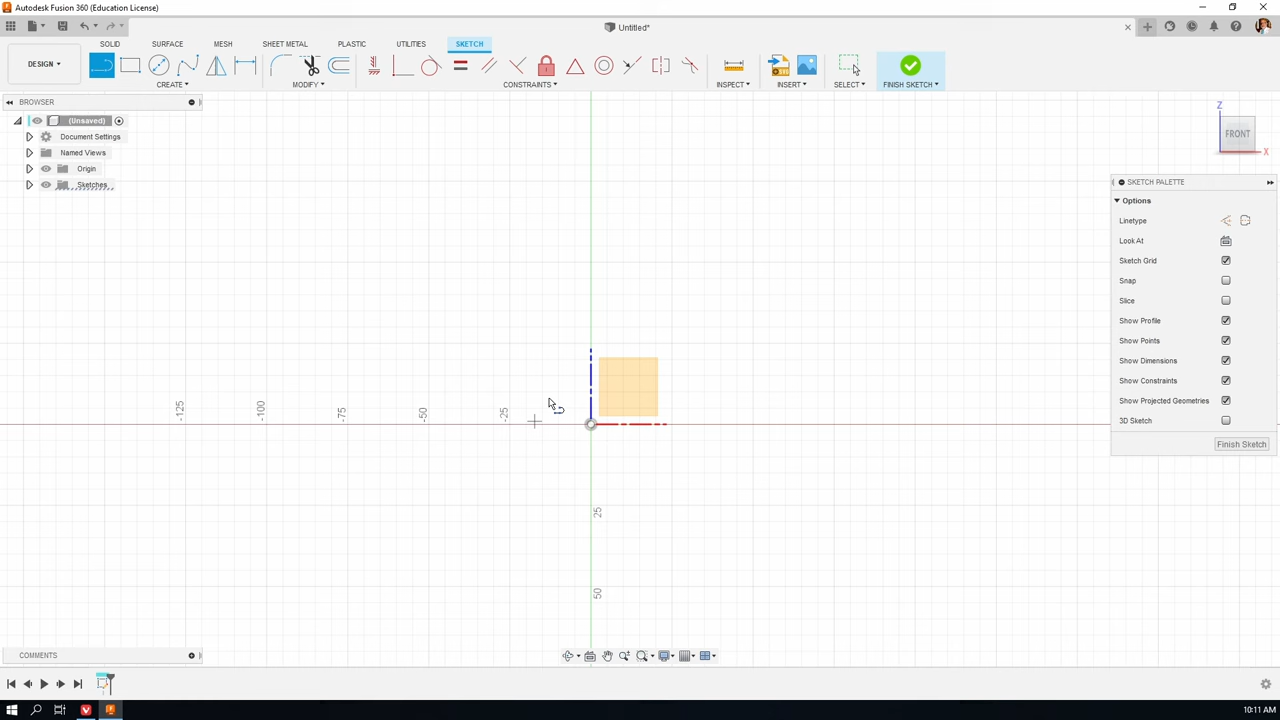 Autodesk Fusion 360 (Education License)
Untitled*
SOLID SURFACE MESH SHEET METAL PLASTIC UTILITIES SKETCH
DESIGN
CREATE MODIFY CONSTRAINTS INSPECT INSERT SELECT FINISH SKETCH
BROWSER
(Unsaved)
Document Settings
Named Views
Origin
Sketches
Z
FRONT
X
SKETCH PALETTE
Options
Linetype
Look At
Sketch Grid
Snap
Slice
Show Profile
Show Points
Show Dimensions
Show Constraints
Show Projected Geometries
3D Sketch
Finish Sketch
-125
-100
-75
-50
-25
25
50
COMMENTS
10:11 AM